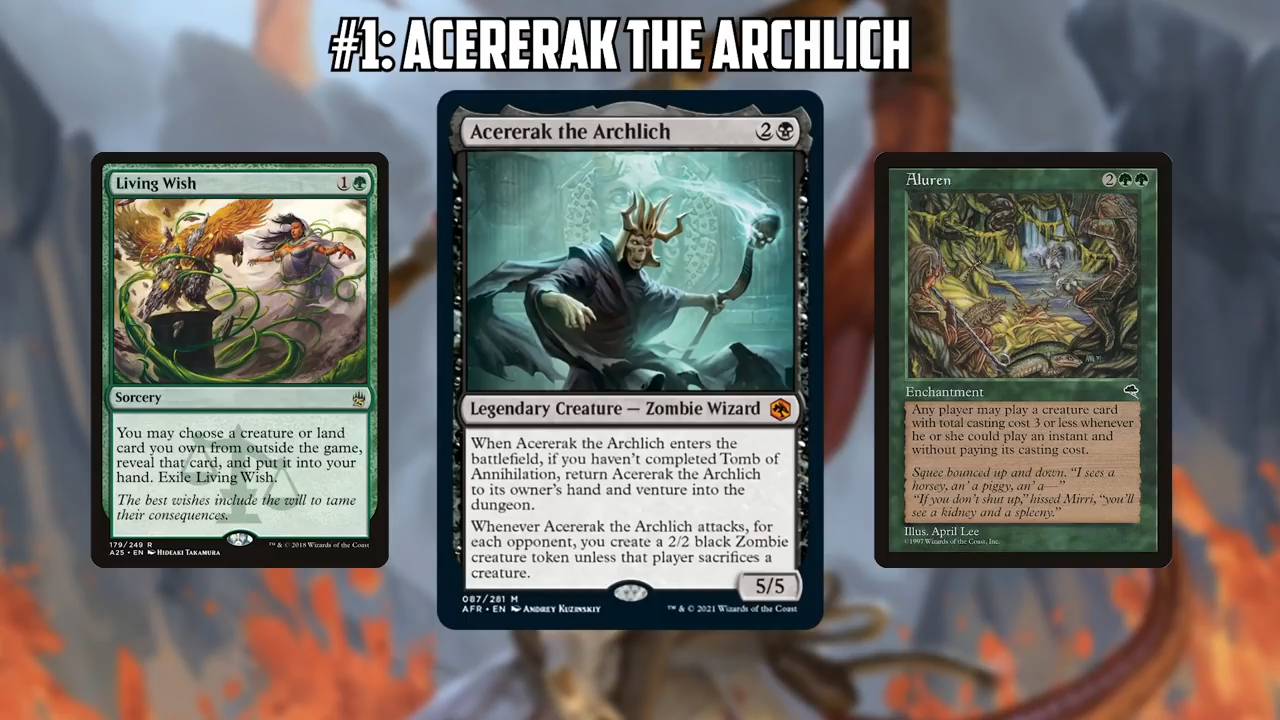 #1: ACERERAK THE ARCHLICH
Living Wish 1
Sorcery
You may choose a creature or land
card you own from outside the game,
reveal that card, and put it into your
hand. Exile Living Wish.
The best wishes include the will to tame
their consequences.
179/249 R
A25 • EN HIDEAKI TAKAMURA
™ & © 2018 Wizards of the Coast
Acererak the Archlich 2
Legendary Creature — Zombie Wizard
When Acererak the Archlich enters the
battlefield, if you haven't completed Tomb of
Annihilation, return Acererak the Archlich
to its owner's hand and venture into the
dungeon.
Whenever Acererak the Archlich attacks, for
each opponent, you create a 2/2 black Zombie
creature token unless that player sacrifices a
creature.
5/5
087/281 M
AFR • EN ANDREY KUZINSKIY
™ & © 2021 Wizards of the Coast
Aluren 2
Enchantment
Any player may play a creature card
with total casting cost 3 or less whenever
he or she could play an instant and
without paying its casting cost.
Squee bounced up and down. "I sees a
horsey, an' a piggy, an' a—"
"If you don't shut up," hissed Mirri, "you'll
see a kidney and a spleeny."
Illus. April Lee
©1997 Wizards of the Coast, Inc.